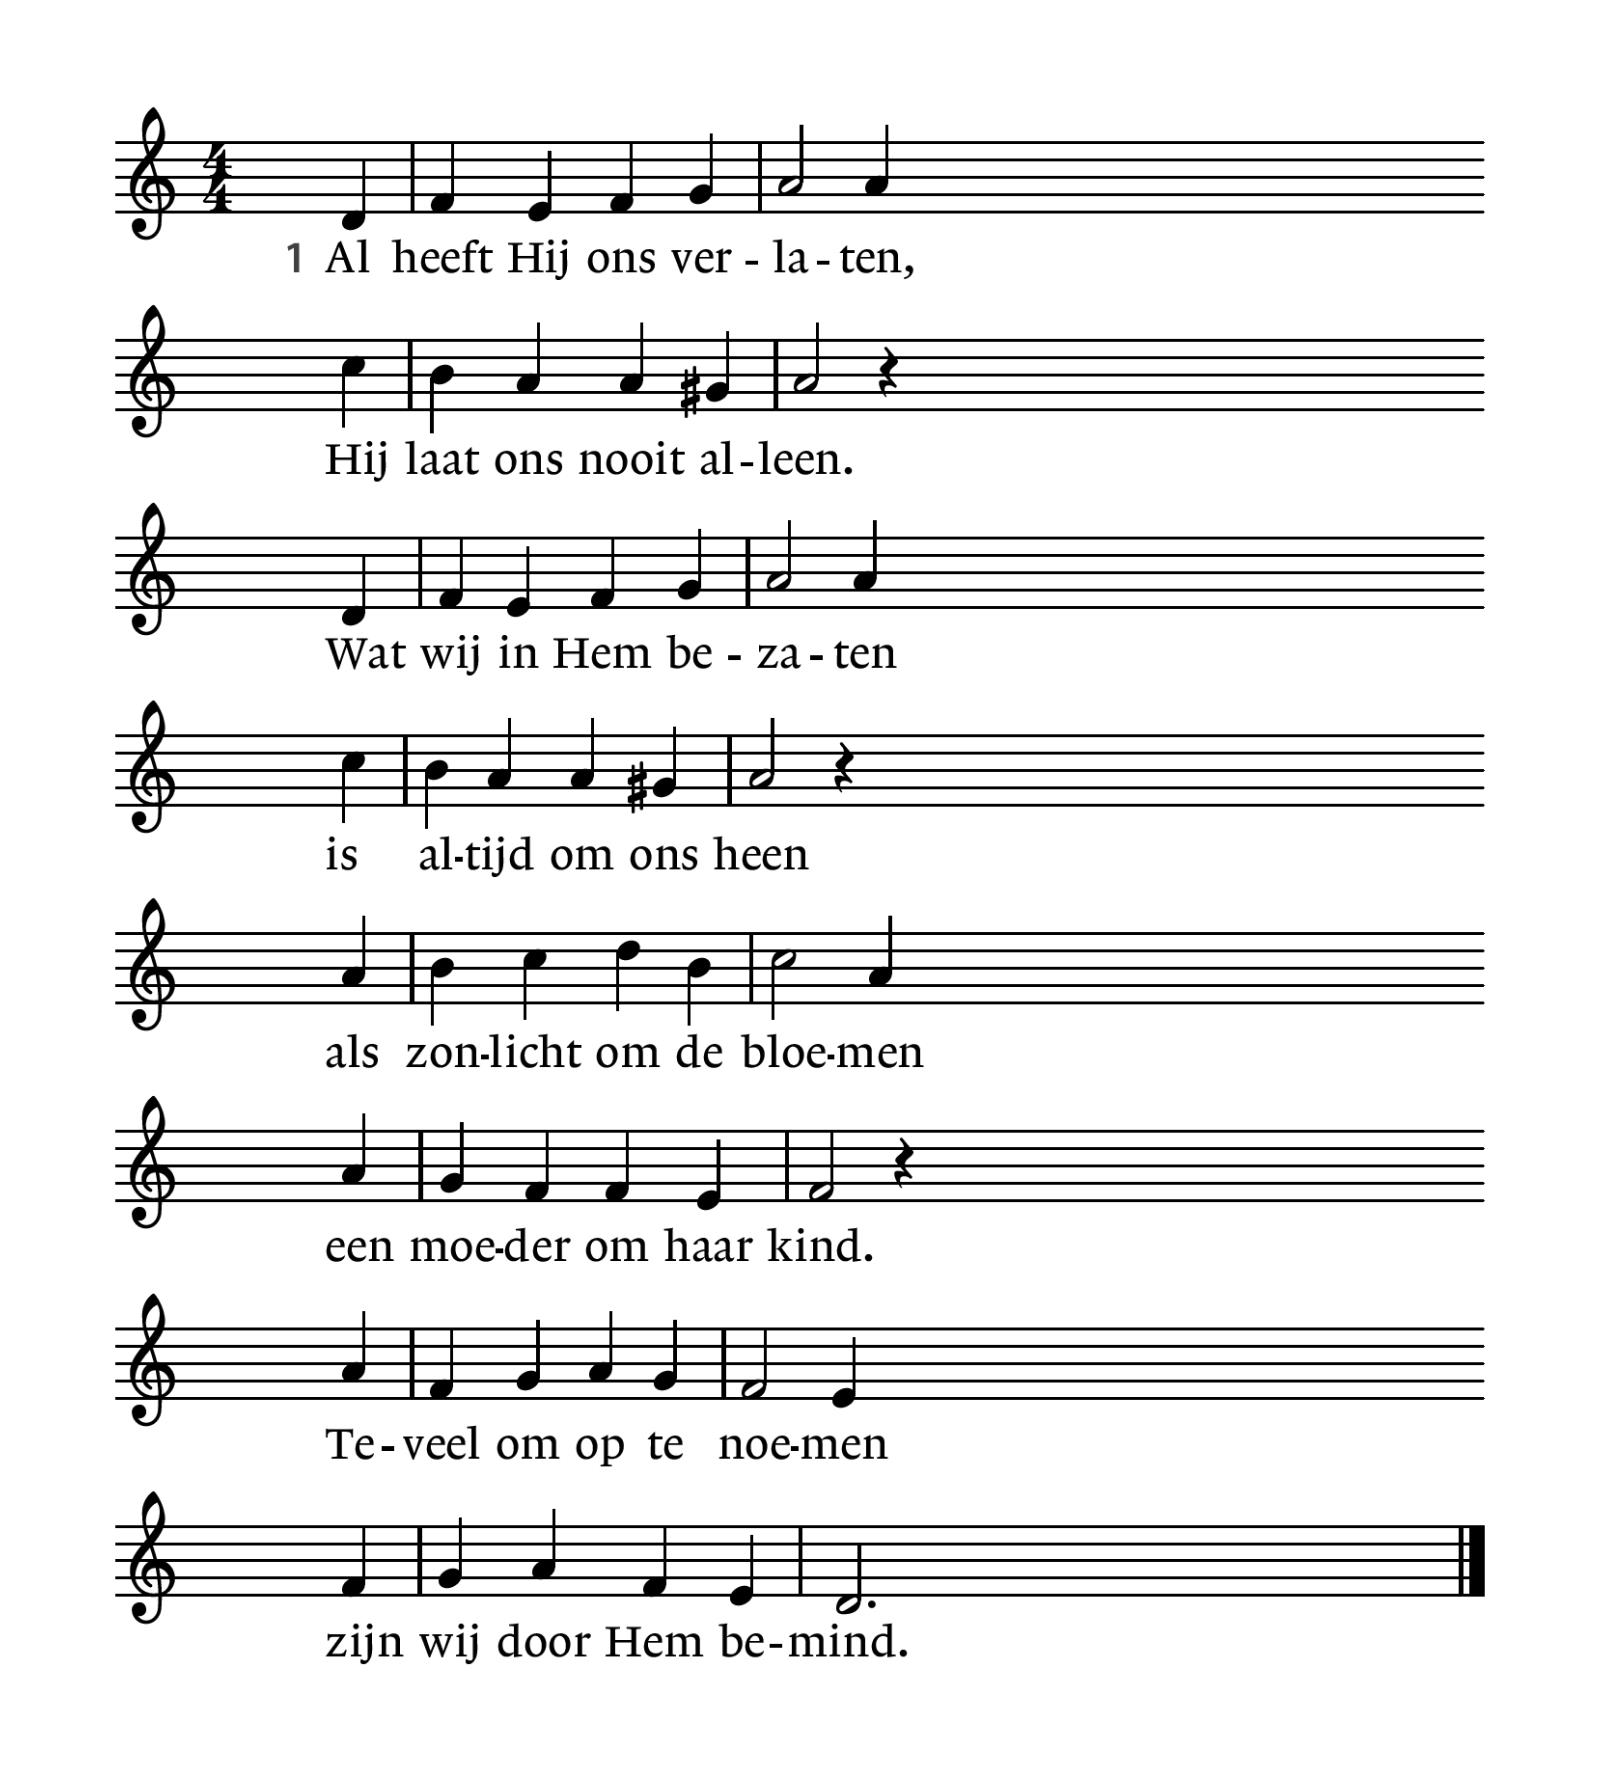 4
4
1 Al heeft Hij ons ver - la - ten,
Hij laat ons nooit al - leen.
Wat wij in Hem be - za - ten
is al-tijd om ons heen
als zon-licht om de bloe-men
een moe-der om haar kind.
Te - veel om op te noe-men
zijn wij door Hem be - mind.